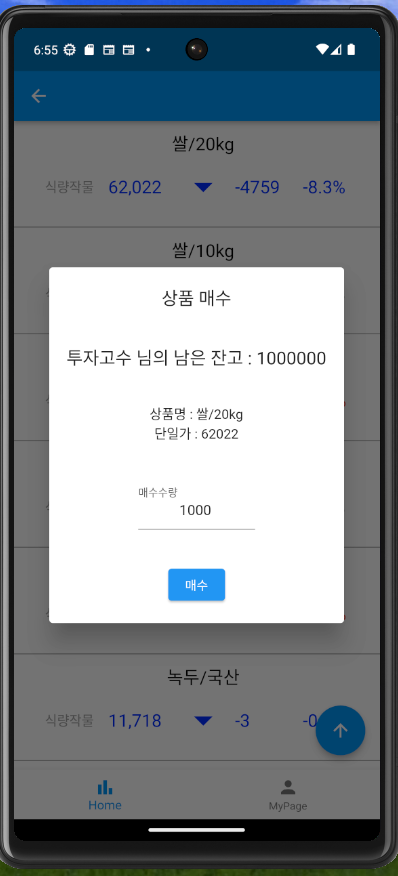 6:55
쌀/20kg
식량작물 62,022 -4759 -8.3%
쌀/10kg
상품 매수
투자고수 님의 남은 잔고 : 1000000
상품명 : 쌀/20kg
단일가 : 62022
매수수량
1000
매수
녹두/국산
식량작물 11,718 -3
Home
MyPage